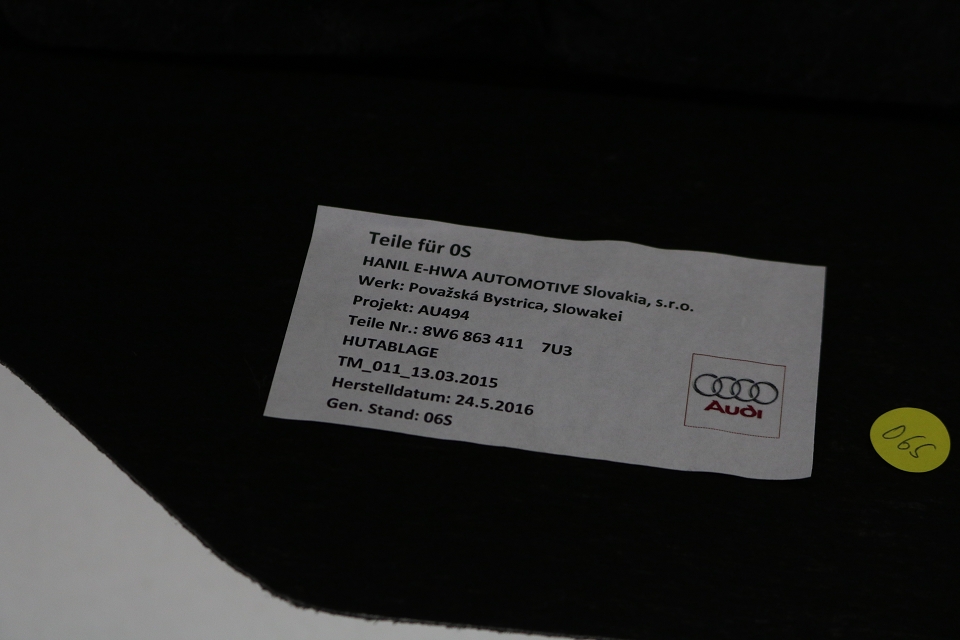 Teile für 0S
HANIL E-HWA AUTOMOTIVE Slovakia, s.r.o.
Werk: Považská Bystrica, Slowakei
Projekt: AU494
Teile Nr.: 8W6 863 411 7U3
HUTABLAGE
TM_011_13.03.2015
Herstelldatum: 24.5.2016
Gen. Stand: 06S
Audi
06S